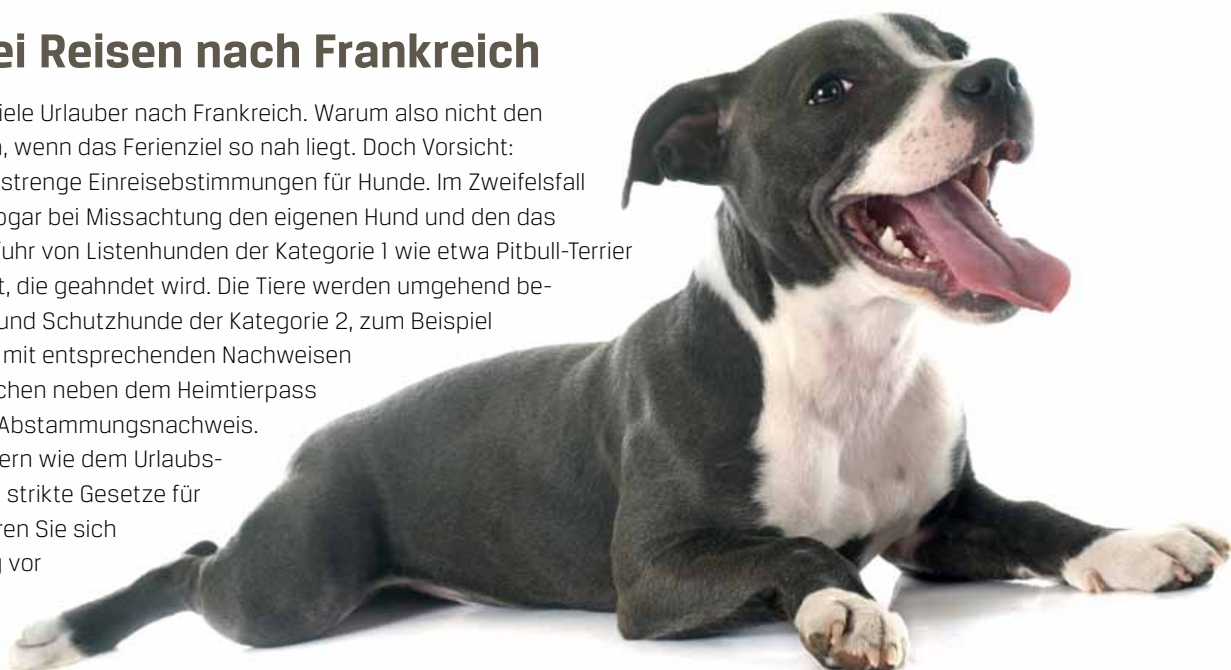 ei Reisen nach Frankreich
iele Urlauber nach Frankreich. Warum also nicht den
, wenn das Ferienziel so nah liegt. Doch Vorsicht:
strenge Einreisebstimmungen für Hunde. Im Zweifelsfall
ogar bei Missachtung den eigenen Hund und den das
uhr von Listenhunden der Kategorie 1 wie etwa Pitbull-Terrier
t, die geahndet wird. Die Tiere werden umgehend be-
und Schutzhunde der Kategorie 2, zum Beispiel
mit entsprechenden Nachweisen
chen neben dem Heimtierpass
Abstammungsnachweis.
ern wie dem Urlaubs-
strikte Gesetze für
ren Sie sich
g vor